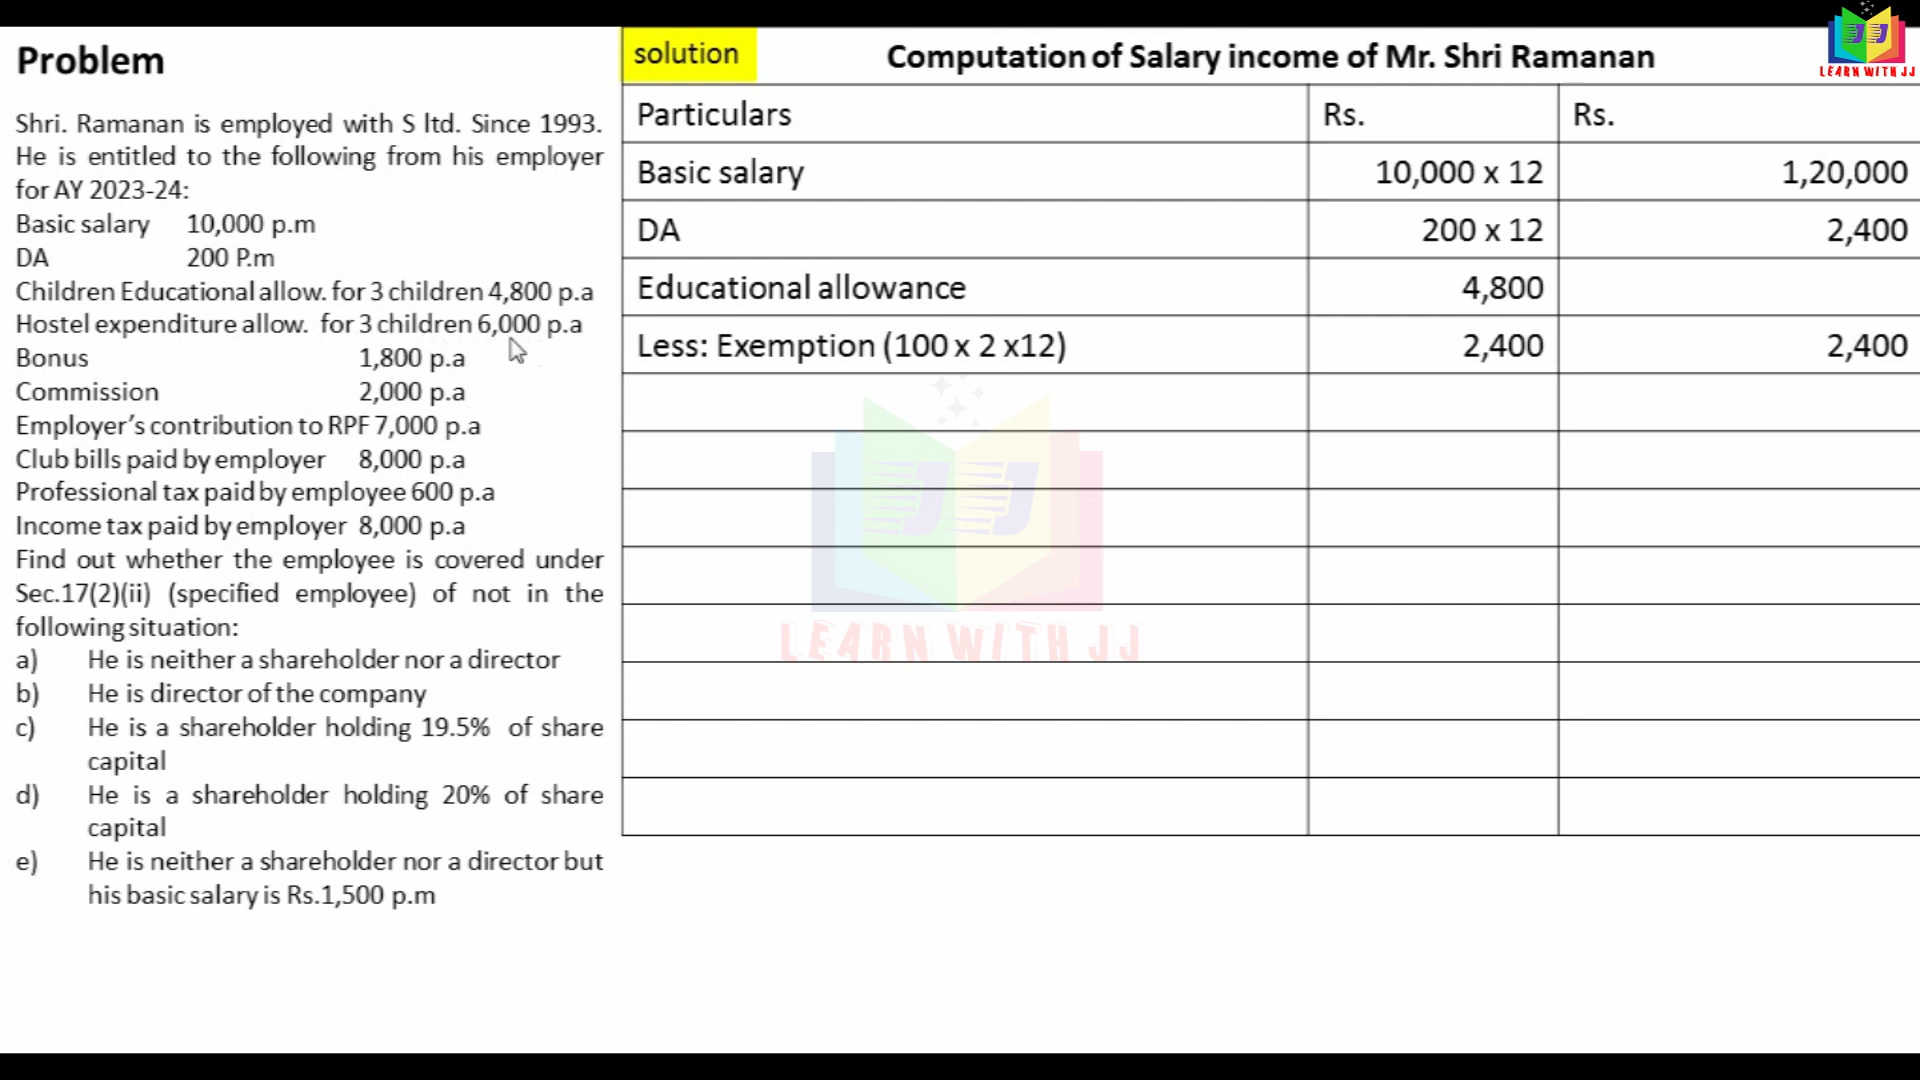 Problem
Shri. Ramanan is employed with S ltd. Since 1993.
He is entitled to the following from his employer
for AY 2023-24:
Basic salary 10,000 p.m
DA 200 P.m
Children Educational allow. for 3 children 4,800 p.a
Hostel expenditure allow. for 3 children 6,000 p.a
Bonus 1,800 p.a
Commission 2,000 p.a
Employer’s contribution to RPF 7,000 p.a
Club bills paid by employer 8,000 p.a
Professional tax paid by employee 600 p.a
Income tax paid by employer 8,000 p.a
Find out whether the employee is covered under
Sec.17(2)(ii) (specified employee) of not in the
following situation:
a) He is neither a shareholder nor a director
b) He is director of the company
c) He is a shareholder holding 19.5% of share
capital
d) He is a shareholder holding 20% of share
capital
e) He is neither a shareholder nor a director but
his basic salary is Rs.1,500 p.m
solution
Computation of Salary income of Mr. Shri Ramanan
Particulars Rs. Rs.
Basic salary 10,000 x 12 1,20,000
DA 200 x 12 2,400
Educational allowance 4,800
Less: Exemption (100 x 2 x12) 2,400 2,400
JJ
LEARN WITH JJ
JJ
LEARN WITH JJ